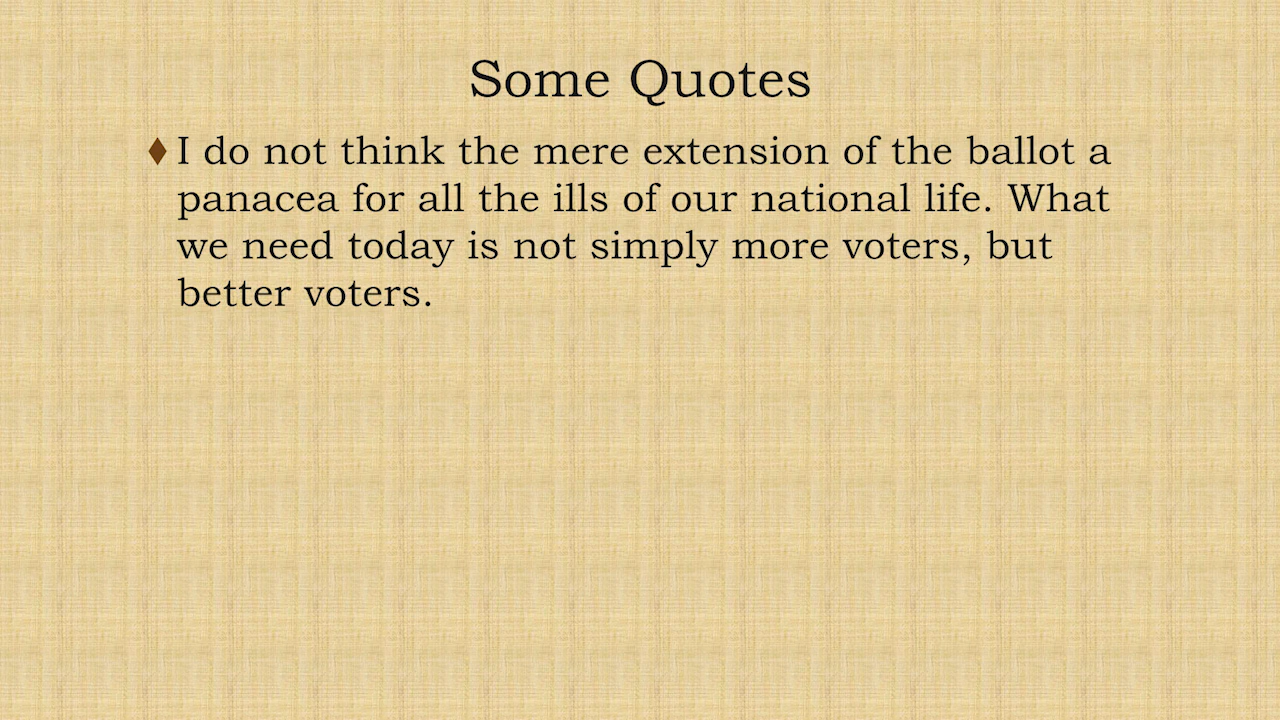 Some Quotes
I do not think the mere extension of the ballot a
panacea for all the ills of our national life. What
we need today is not simply more voters, but
better voters.